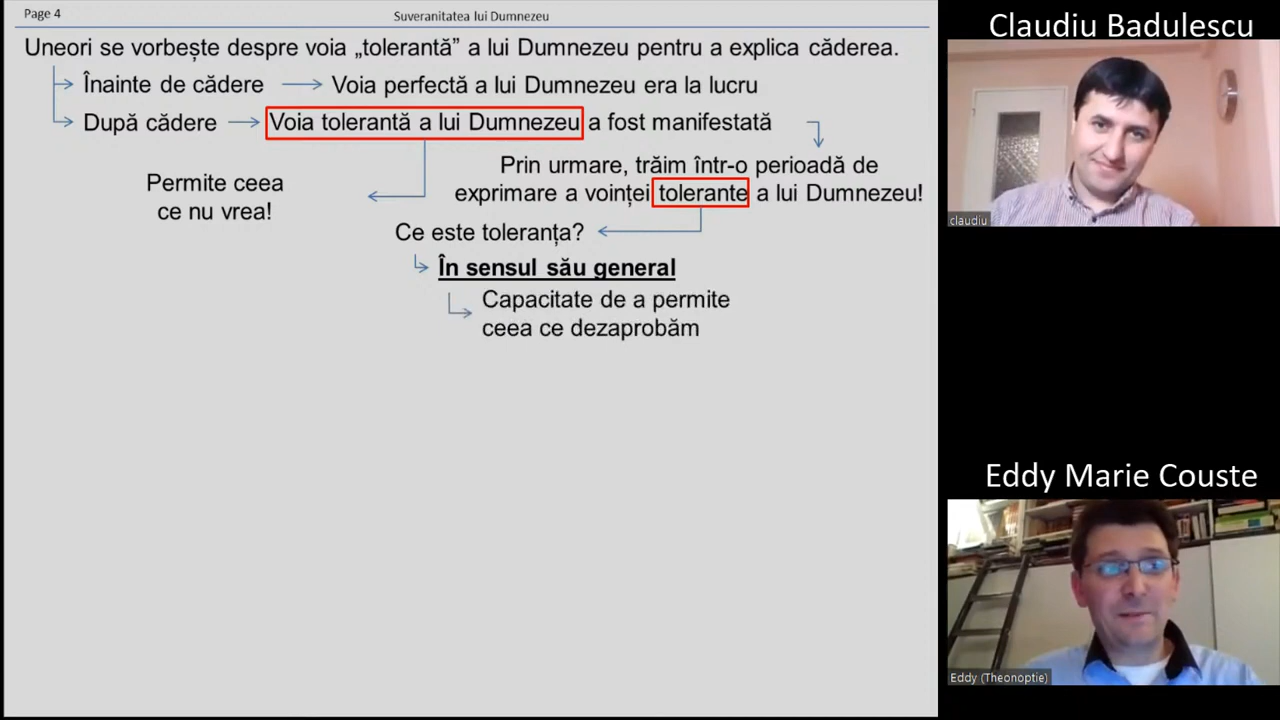 Page 4
Suveranitatea lui Dumnezeu
Uneori se vorbește despre voia „tolerantă” a lui Dumnezeu pentru a explica căderea.
Înainte de cădere
Voia perfectă a lui Dumnezeu era la lucru
După cădere
Voia tolerantă a lui Dumnezeu a fost manifestată
Prin urmare, trăim într-o perioadă de
exprimare a voinței tolerante a lui Dumnezeu!
Permite ceea
ce nu vrea!
Ce este toleranța?
În sensul său general
Capacitate de a permite
ceea ce dezaprobăm
Claudiu Badulescu
claudiu
Eddy Marie Couste
Eddy (Theonoptie)